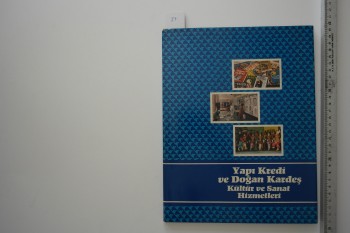 Yapı Kredi
ve Doğan Kardeş
Kültür ve Sanat
Hizmetleri